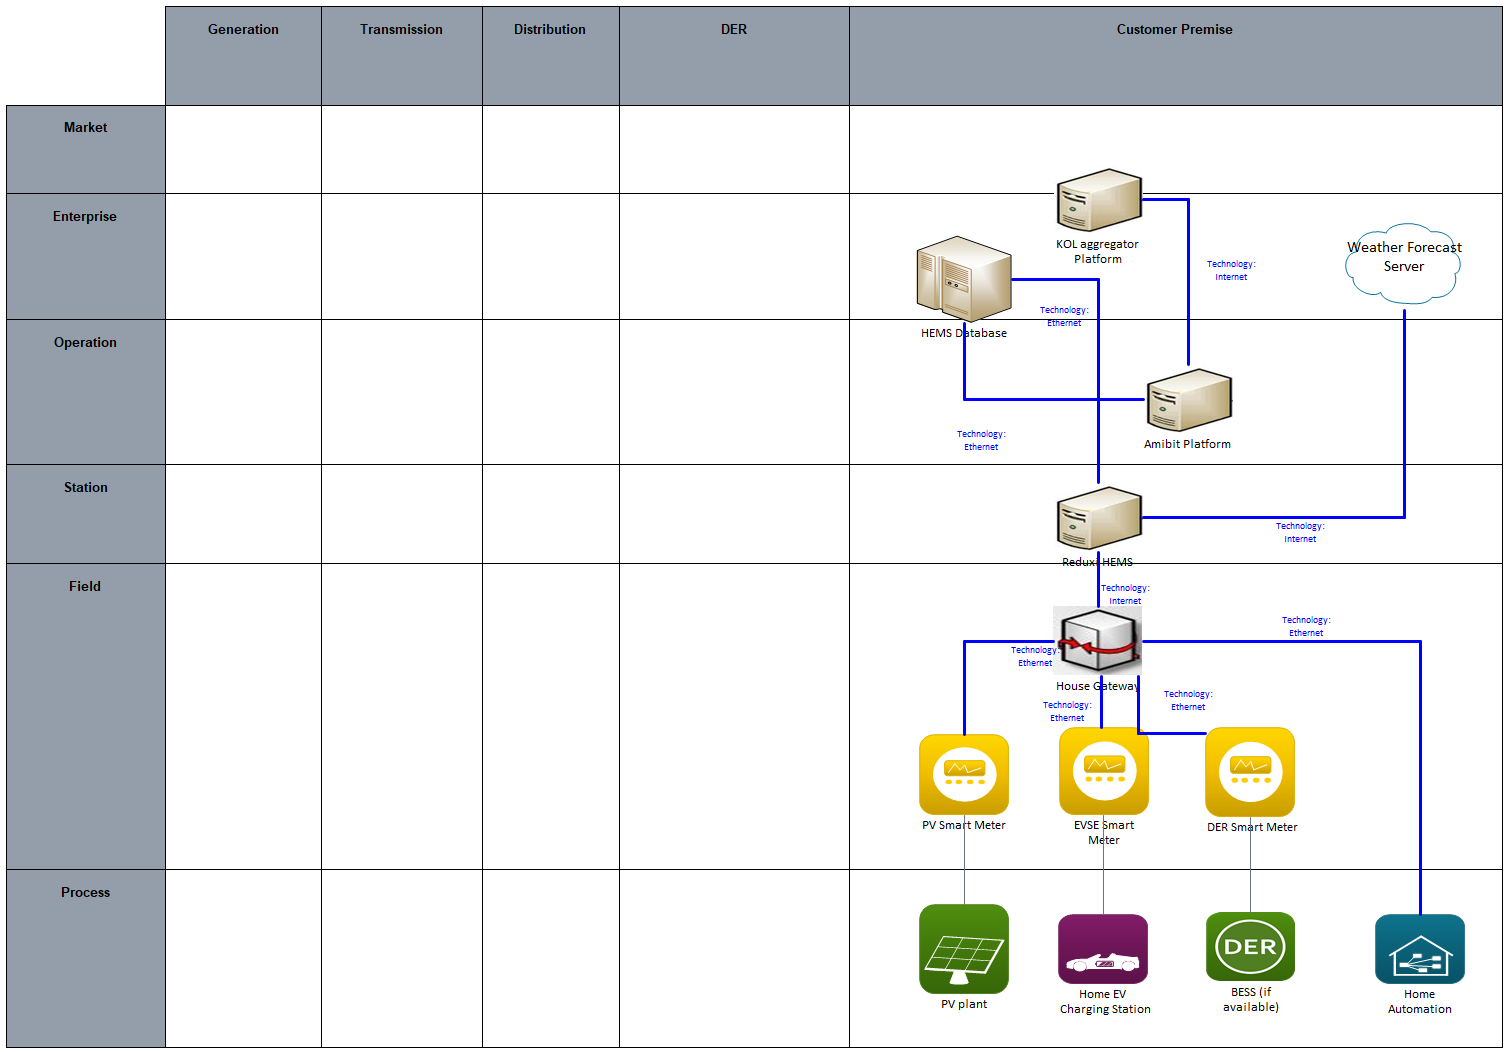 Generation
Transmission
Distribution
DER
Customer Premise
Market
Enterprise
KOL aggregator
Platform
Weather Forecast
Server
Technology:
Internet
Technology:
Ethernet
HEMS Database
Operation
Technology:
Ethernet
Amibit Platform
Station
Technology:
Internet
Reduxi HEMS
Field
Technology:
Internet
Technology:
Ethernet
Technology:
Ethernet
House Gateway
Technology:
Ethernet
Technology:
Ethernet
PV Smart Meter
EVSE Smart
Meter
DER Smart Meter
Process
DER
PV plant
Home EV
Charging Station
BESS (if
available)
Home
Automation